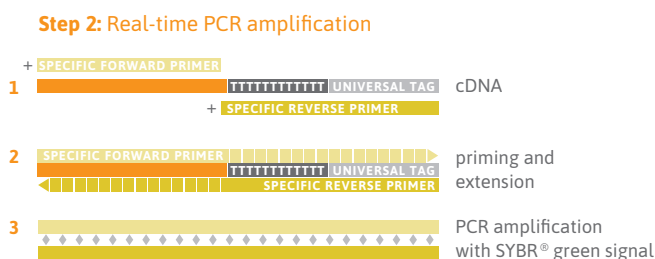 Step 2: Real-time PCR amplification
+ SPECIFIC FORWARD PRIMER
1 TTTTTTTTTTTT UNIVERSAL TAG cDNA
+ SPECIFIC REVERSE PRIMER
2 SPECIFIC FORWARD PRIMER priming and
TTTTTTTTTTTT UNIVERSAL TAG
SPECIFIC REVERSE PRIMER extension
3 PCR amplification
with SYBR® green signal